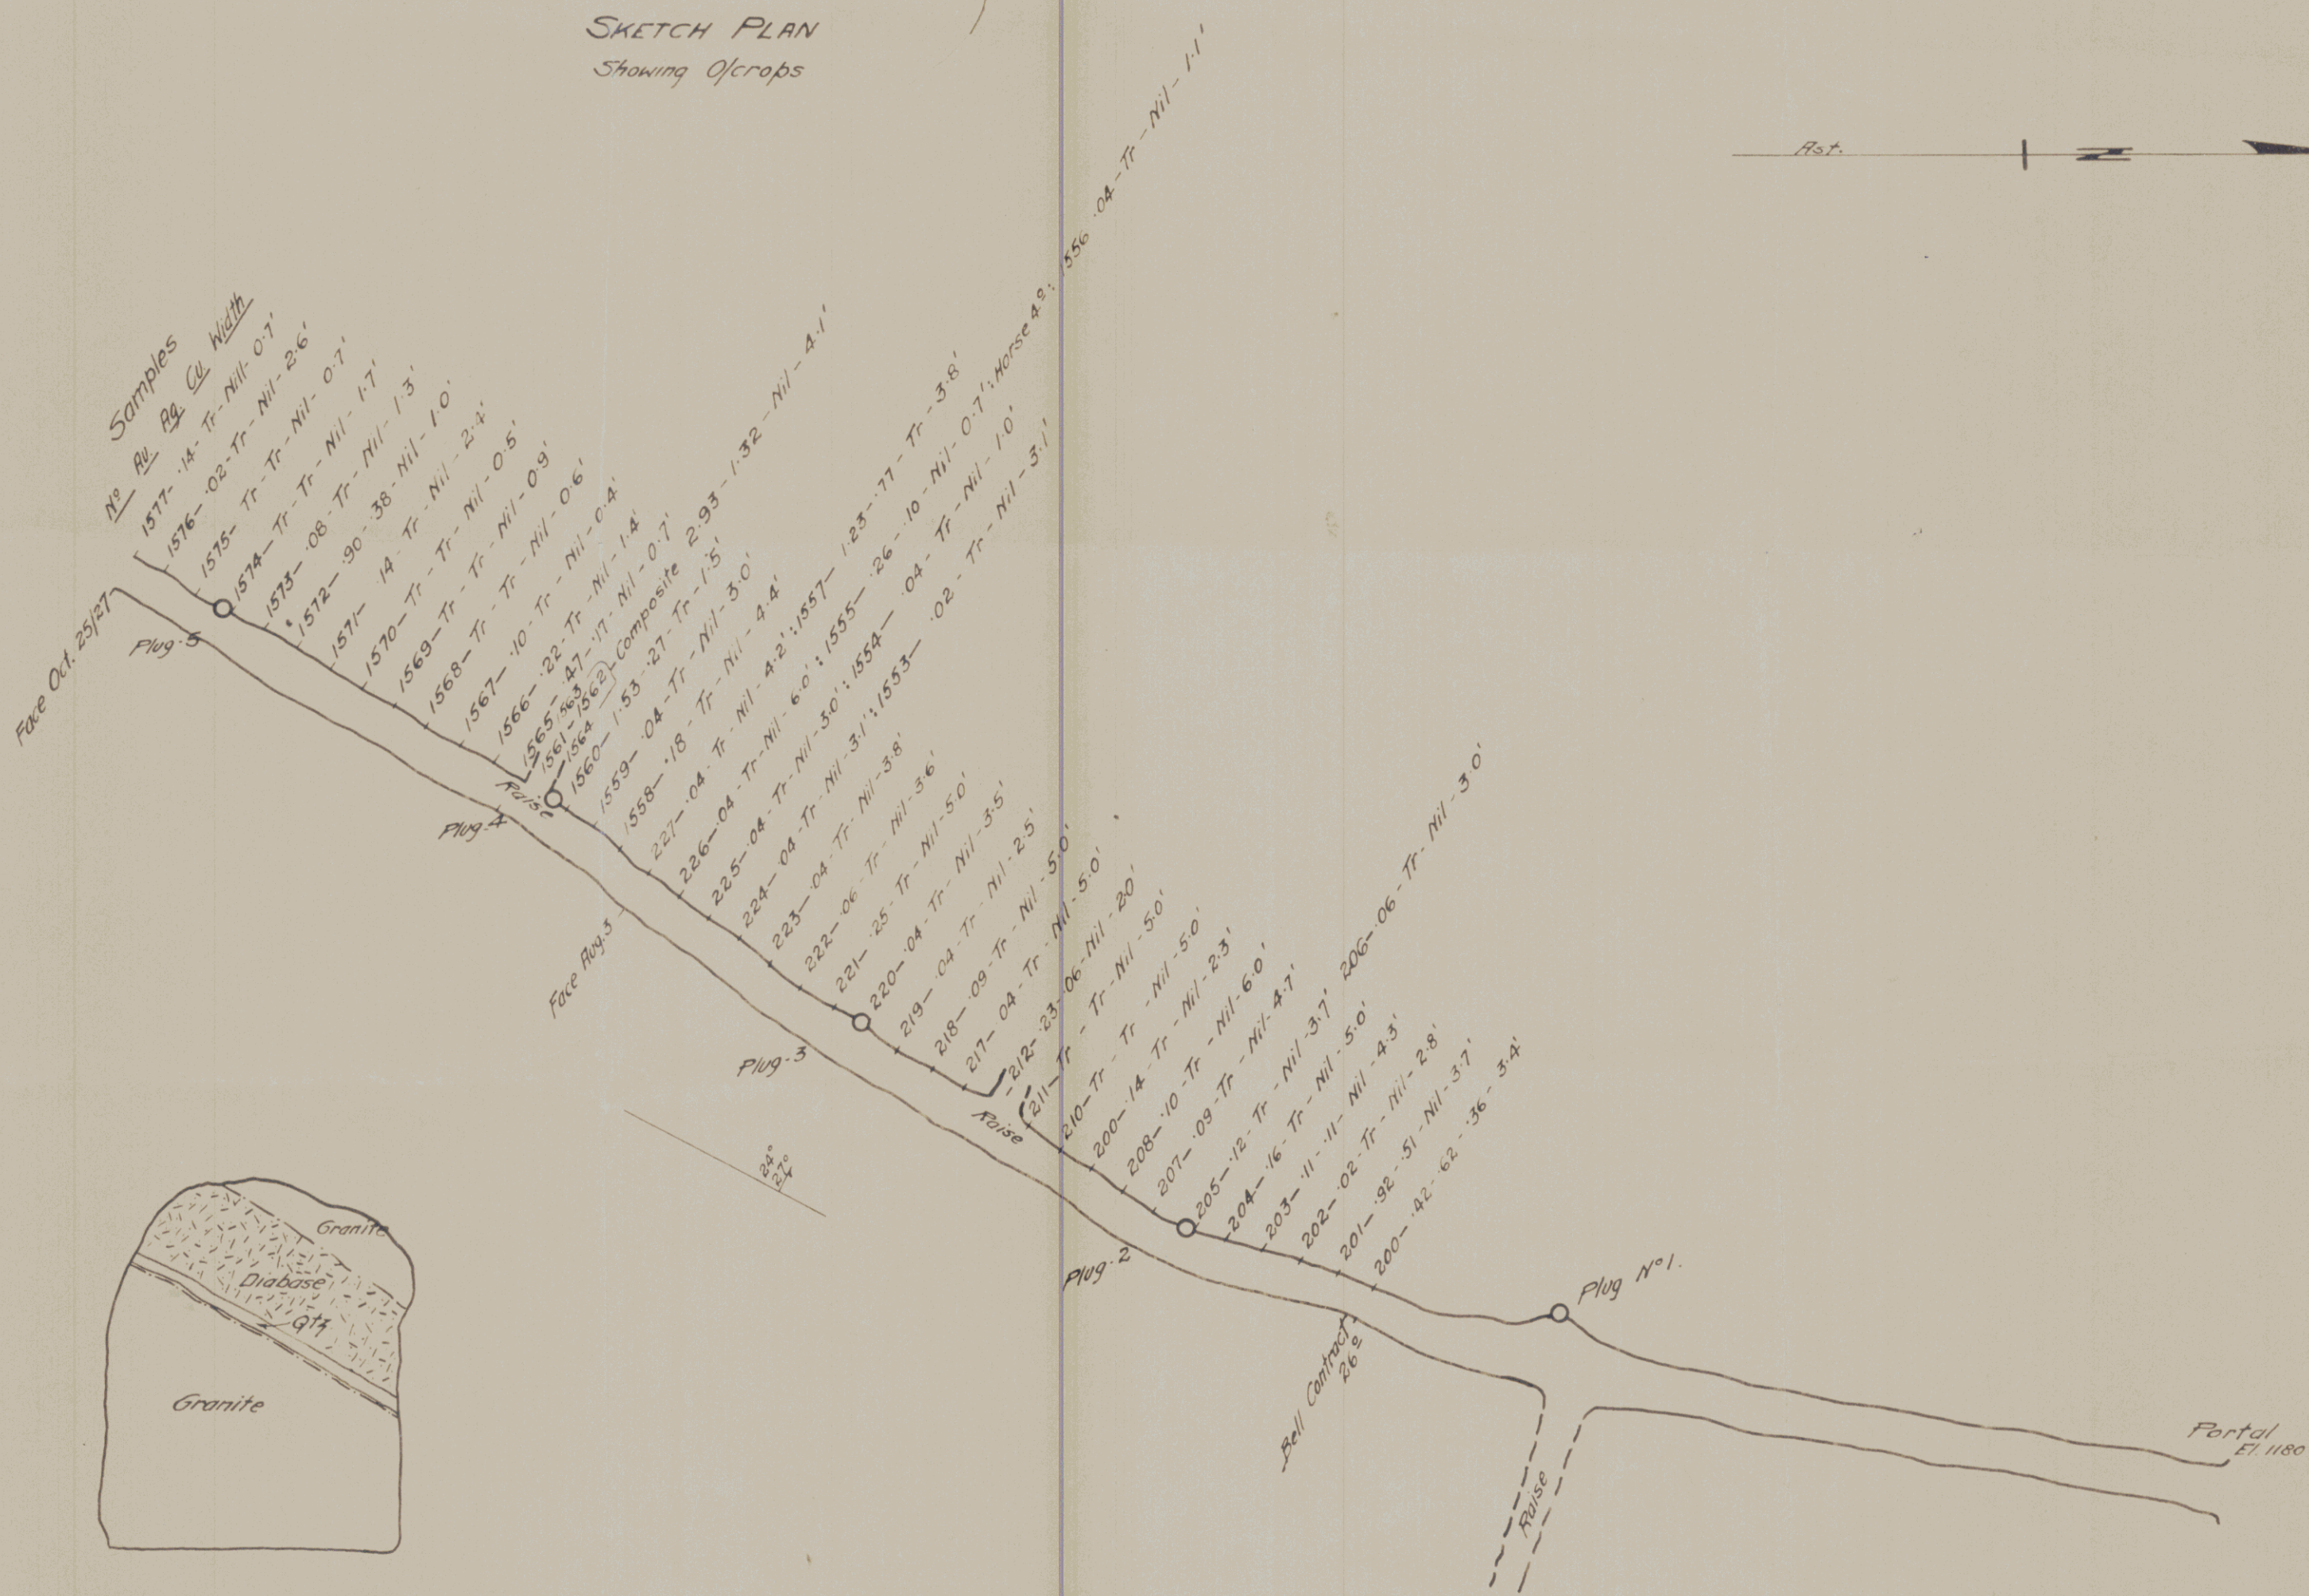 SKETCH PLAN
Showing O/crops
Ast.
N
Samples
No Au. Ag. Cu. Width
1577- ·14- Tr- Nill- 0·7'
1576- ·02- Tr- Nil- 2·6'
1575- Tr- Tr- Nil- 0·7'
1574- Tr- Tr- Nil- 1·7'
1573- ·08- Tr- Nil- 1·3'
1572- ·90- ·38- Nil- 1·0'
1571- ·14- Tr- Nil- 2·4'
1570- Tr- Tr- Nil- 0·5'
1569- Tr- Tr- Nil- 0·9'
1568- Tr- Tr- Nil- 0·6'
1567- ·10- Tr- Nil- 0·4'
1566- ·22- Tr- Nil- 1·4'
1565- ·47- ·17- Nil- 0·7'
1563
1561-1562 Composite 2·93- 1·32- Nil- 4·1'
1564
1560- 1·53- ·27- Tr- 1·5'
1559- ·04- Tr- Nil- 3·0'
1558- ·18- Tr- Nil- 4·4'
227- ·04- Tr- Nil- 4·2' : 1557- 1·23- ·77- Tr- 3·8'
226- ·04- Tr- Nil- 6·0' : 1555- ·26- ·10- Nil- 0·7' : Horse 4·0 : 1556 ·04- Tr- Nil- 1·1'
225- ·04- Tr- Nil- 3·0' : 1554- ·04- Tr- Nil- 1·0'
224- ·04- Tr- Nil- 3·1' : 1553- ·02- Tr- Nil- 3·1'
223- ·04- Tr- Nil- 3·8'
222- ·06- Tr- Nil- 3·6'
221- ·25- Tr- Nil- 5·0'
220- ·04- Tr- Nil- 3·5'
219- ·04- Tr- Nil- 2·5'
218- ·09- Tr- Nil- 5·0'
217- ·04- Tr- Nil- 5·0'
212- ·23- ·06- Nil- 2·0'
211- Tr- Tr- Nil- 5·0'
210- Tr- Tr- Nil- 5·0'
200- ·14- Tr- Nil- 2·3'
208- ·10- Tr- Nil- 6·0'
207- ·09- Tr- Nil- 4·7'
205- ·12- Tr- Nil- 3·7' 206- ·06- Tr- Nil- 3·0'
204- ·16- Tr- Nil- 5·0'
203- ·11- ·11- Nil- 4·3'
202- ·02- Tr- Nil- 2·8'
201- ·92- ·51- Nil- 3·7'
200- ·42- ·62- ·36- 3·4'
Face Oct. 25/27
Plug-5
Raise
Plug-4
Face Aug. 3
Plug-3
Raise
24°
27°
Plug-2
Plug No 1.
Bell Contract
26°
Raise
Portal
El. 1180
Granite
Diabase
Qtz
Granite